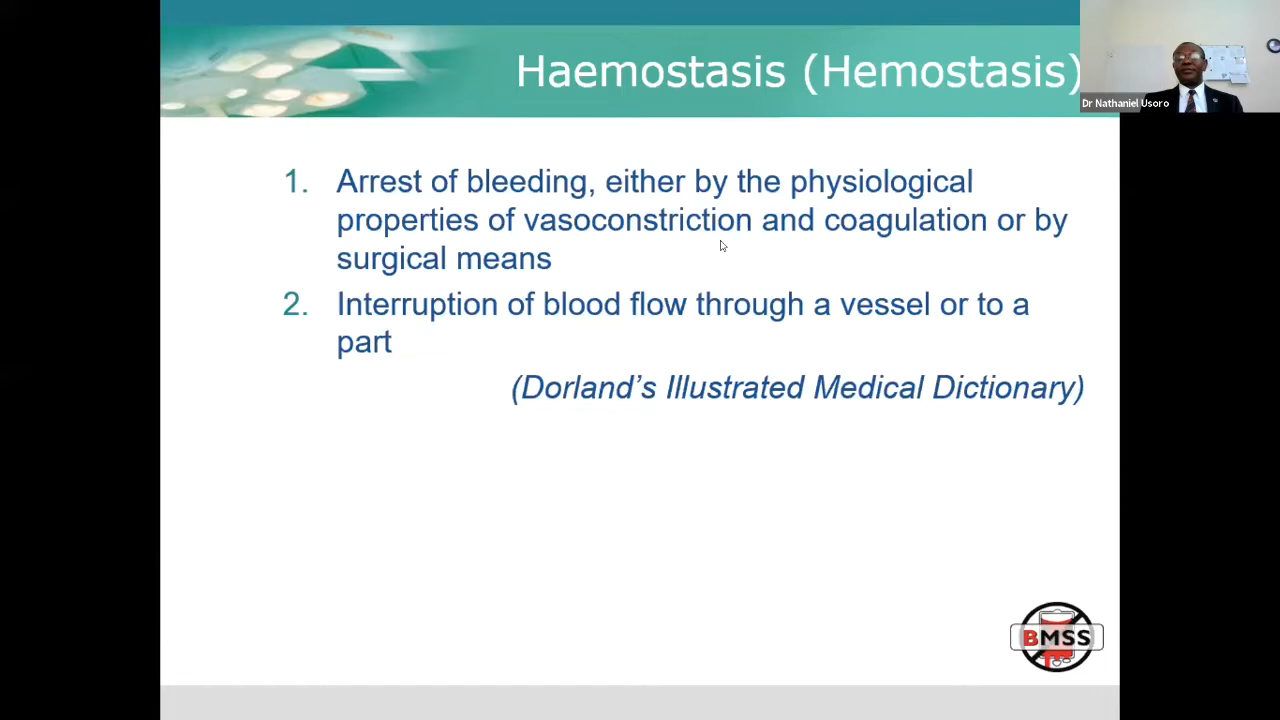 Haemostasis (Hemostasis)
Dr Nathaniel Usoro
1. Arrest of bleeding, either by the physiological
properties of vasoconstriction and coagulation or by
surgical means
2. Interruption of blood flow through a vessel or to a
part
(Dorland’s Illustrated Medical Dictionary)
BMSS